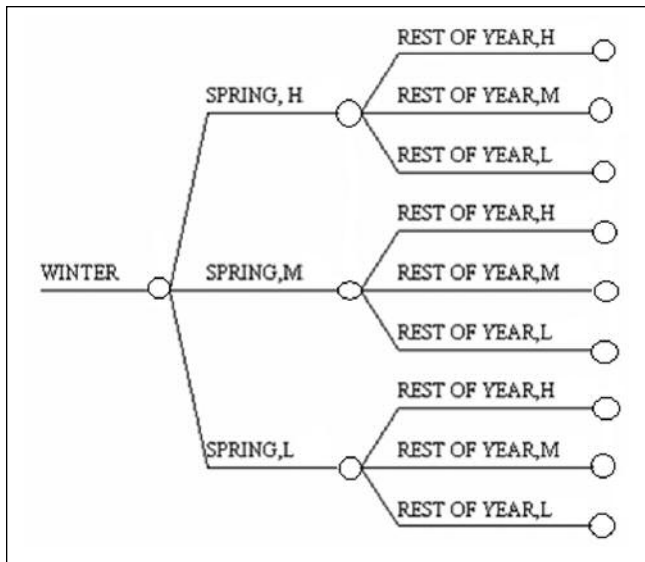 REST OF YEAR,H
SPRING, H
REST OF YEAR,M
REST OF YEAR,L
REST OF YEAR,H
WINTER
SPRING,M
REST OF YEAR,M
REST OF YEAR,L
REST OF YEAR,H
SPRING,L
REST OF YEAR,M
REST OF YEAR,L